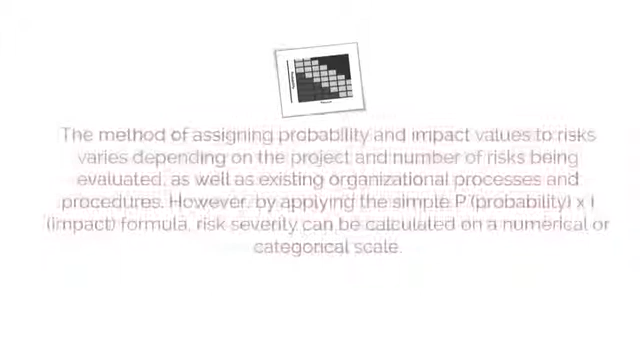 The method of assigning probability and impact values to risks
varies depending on the project and number of risks being
evaluated, as well as existing organizational processes and
procedures. However, by applying the simple P (probability) x I
(impact) formula, risk severity can be calculated on a numerical or
categorical scale.